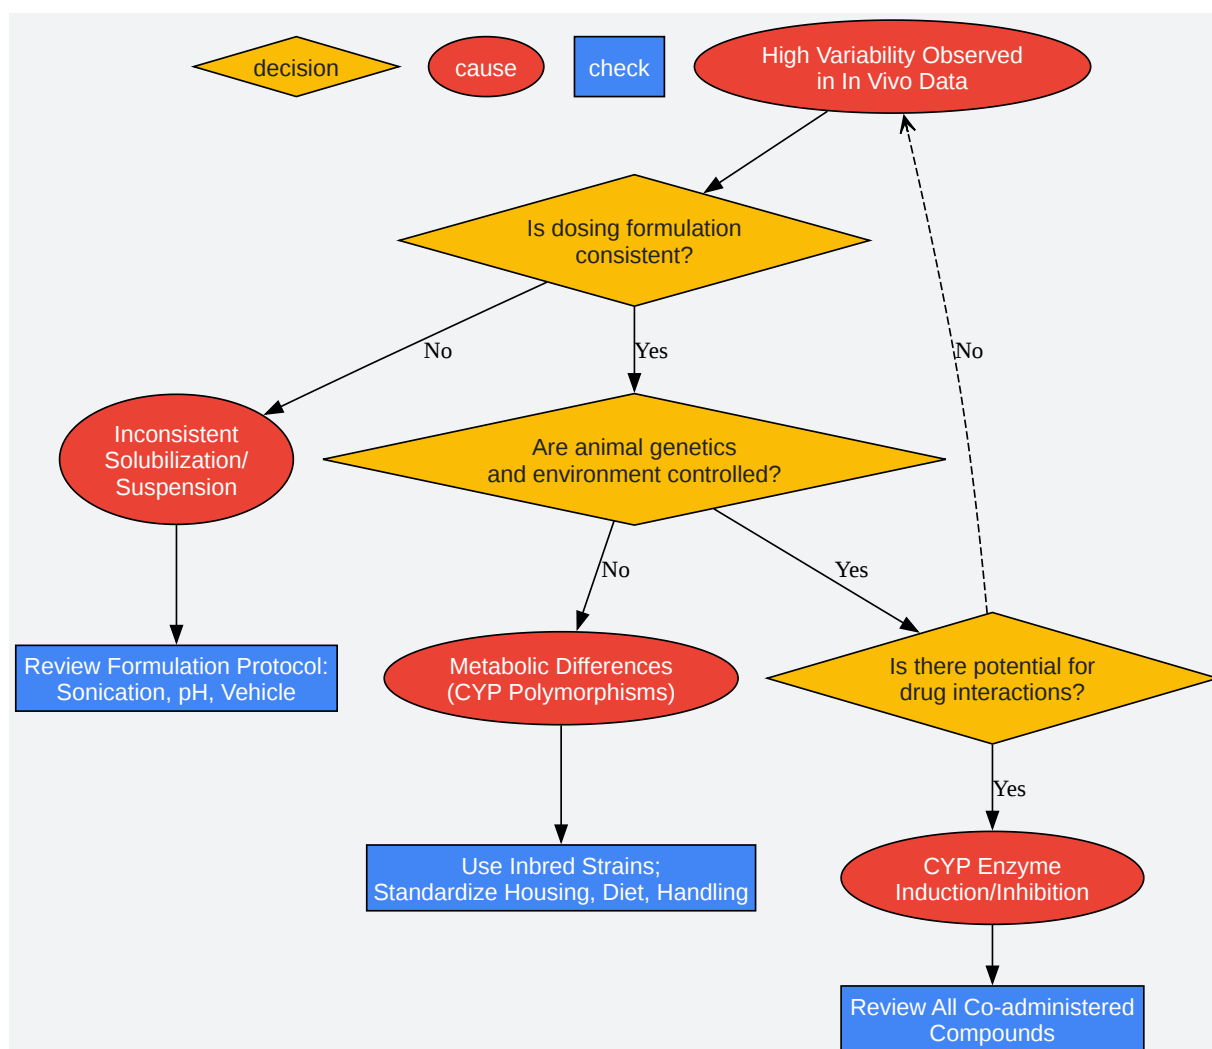 decision
cause
check
High Variability Observed
in In Vivo Data
Is dosing formulation
consistent?
No
Yes
No
Inconsistent
Solubilization/
Suspension
Are animal genetics
and environment controlled?
No
Yes
Review Formulation Protocol:
Sonication, pH, Vehicle
Metabolic Differences
(CYP Polymorphisms)
Is there potential for
drug interactions?
Yes
Use Inbred Strains;
Standardize Housing, Diet, Handling
CYP Enzyme
Induction/Inhibition
Review All Co-administered
Compounds